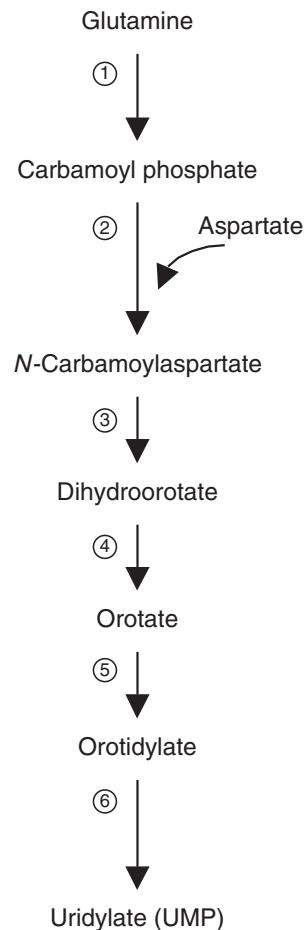 Glutamine
①
Carbamoyl phosphate
②
Aspartate
N-Carbamoylaspartate
③
Dihydroorotate
④
Orotate
⑤
Orotidylate
⑥
Uridylate (UMP)